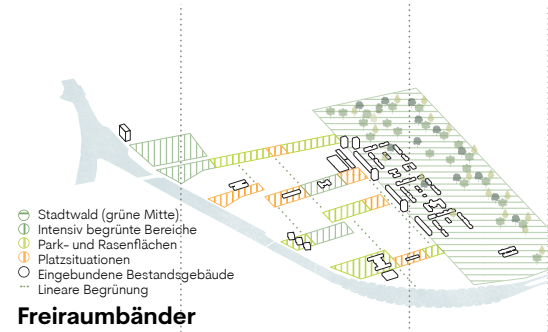 Stadtwald (grüne Mitte)
Intensiv begrünte Bereiche
Park- und Rasenflächen
Platzsituationen
Eingebundene Bestandsgebäude
Lineare Begrünung
Freiraumbänder